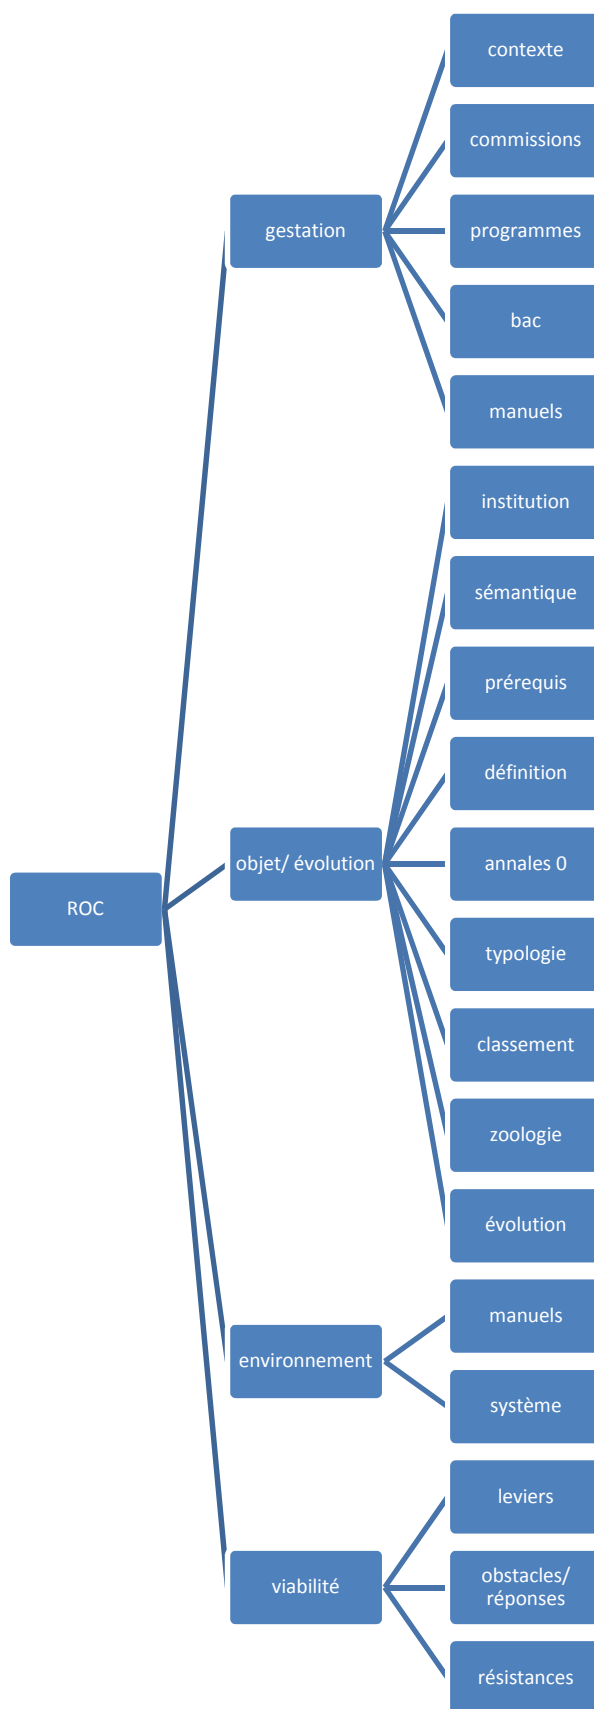 ROC
gestation
contexte
commissions
programmes
bac
manuels
objet/ évolution
institution
sémantique
prérequis
définition
annales 0
typologie
classement
zoologie
évolution
environnement
manuels
système
viabilité
leviers
obstacles/
réponses
résistances